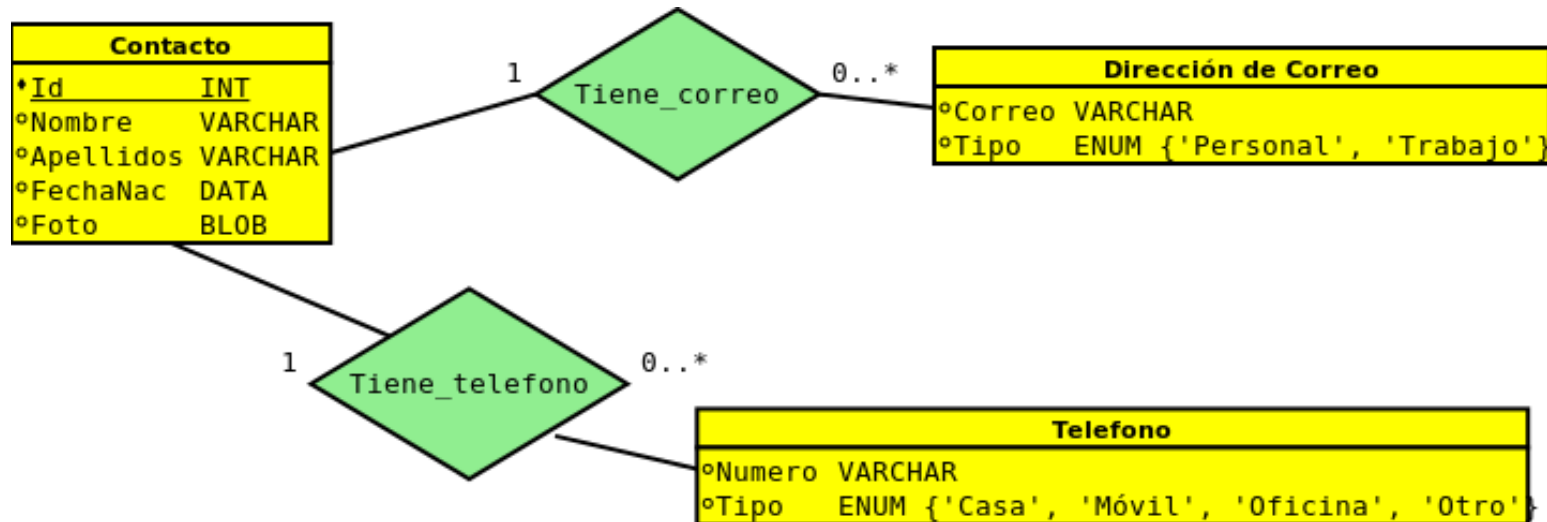 Contacto
Id INT
Nombre VARCHAR
Apellidos VARCHAR
FechaNac DATA
Foto BLOB
1
Tiene_correo
0..*
Dirección de Correo
Correo VARCHAR
Tipo ENUM {'Personal', 'Trabajo'}
1
Tiene_telefono
0..*
Telefono
Numero VARCHAR
Tipo ENUM {'Casa', 'Móvil', 'Oficina', 'Otro'}